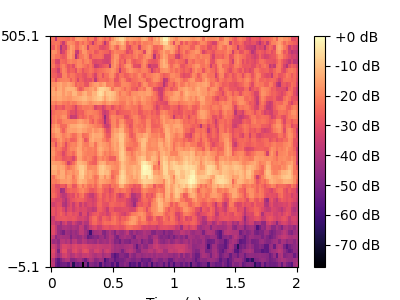 Mel Spectrogram
505.1
-5.1
0
0.5
1
1.5
2
+0 dB
-10 dB
-20 dB
-30 dB
-40 dB
-50 dB
-60 dB
-70 dB